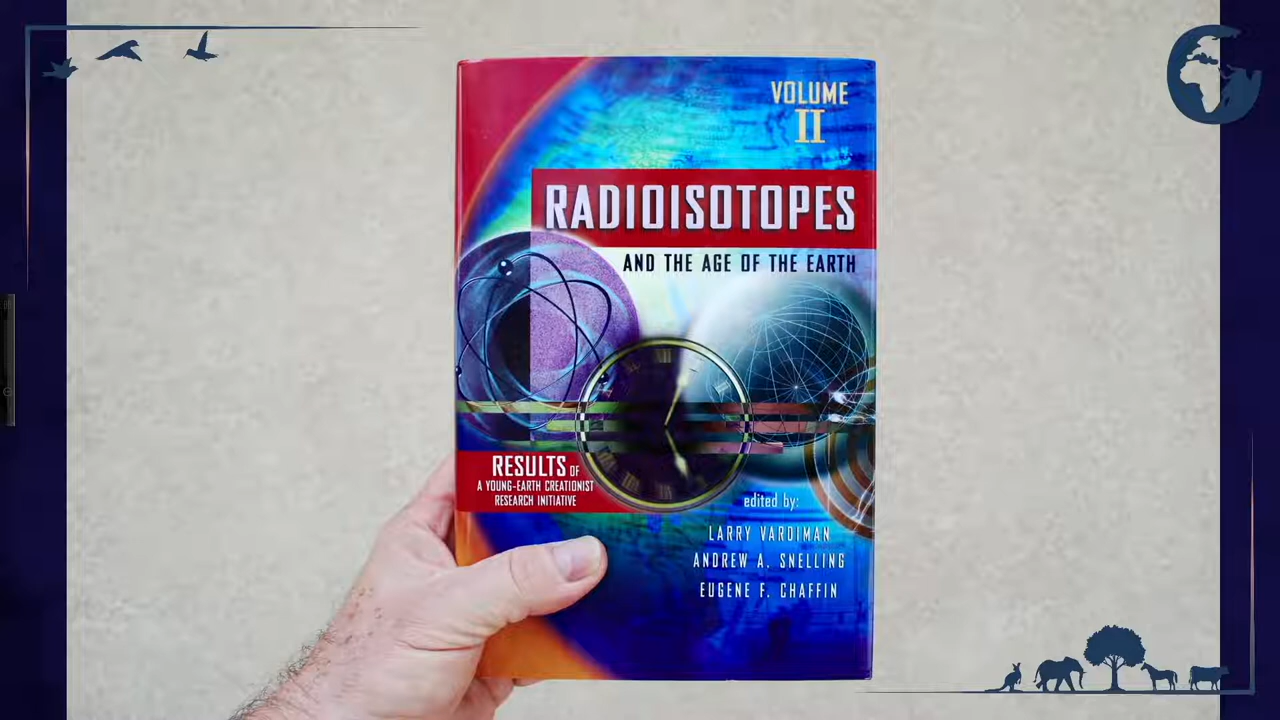 VOLUME
II
RADIOISOTOPES
AND THE AGE OF THE EARTH
RESULTS OF
A YOUNG-EARTH CREATIONIST
RESEARCH INITIATIVE
edited by:
LARRY VARDIMAN
ANDREW A. SNELLING
EUGENE F. CHAFFIN